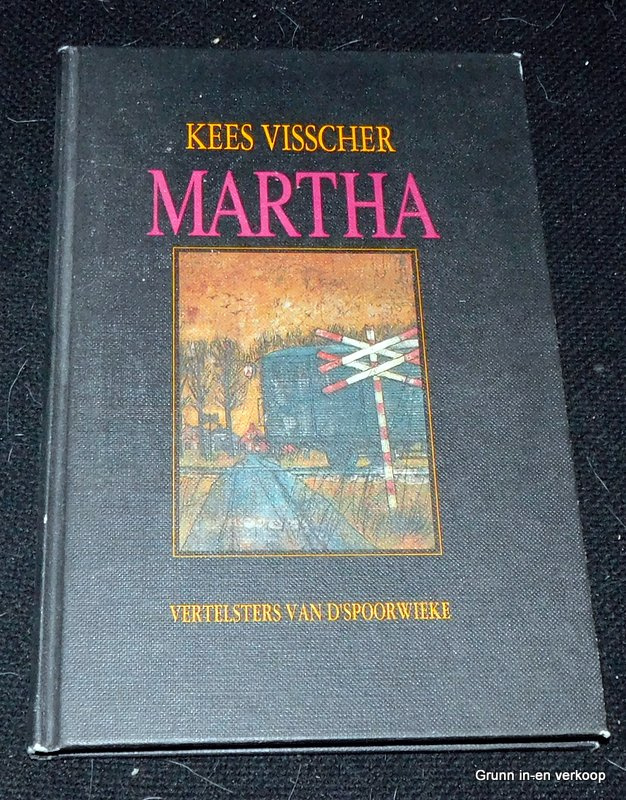 KEES VISSCHER
MARTHA
VERTELSTERS VAN D'SPOORWIEKE
Grunn in-en verkoop